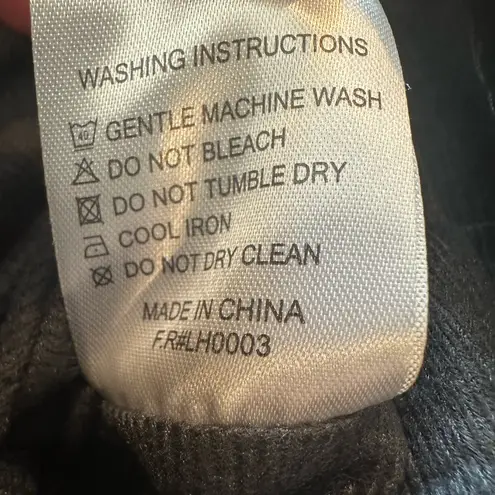 WASHING INSTRUCTIONS
GENTLE MACHINE WASH
DO NOT BLEACH
DO NOT TUMBLE DRY
COOL IRON
DO NOT DRY CLEAN
MADE IN CHINA
F.R#LH0003